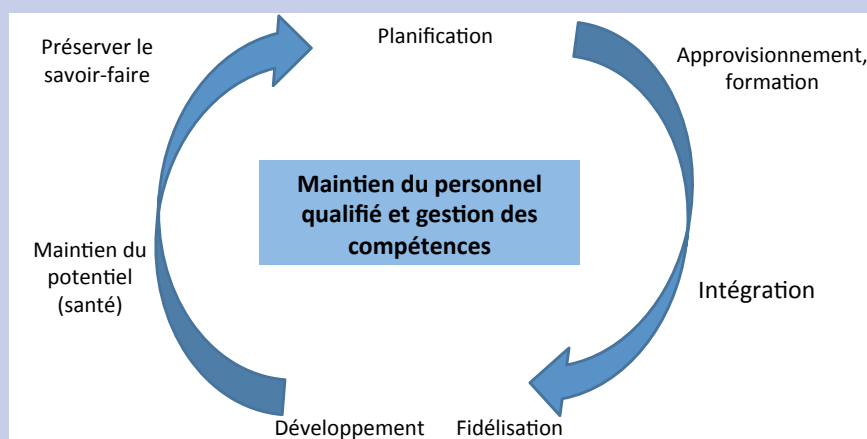 Planification
Approvisionnement,
formation
Intégration
Fidélisation
Développement
Maintien du
potentiel
(santé)
Préserver le
savoir-faire
Maintien du personnel
qualifié et gestion des
compétences